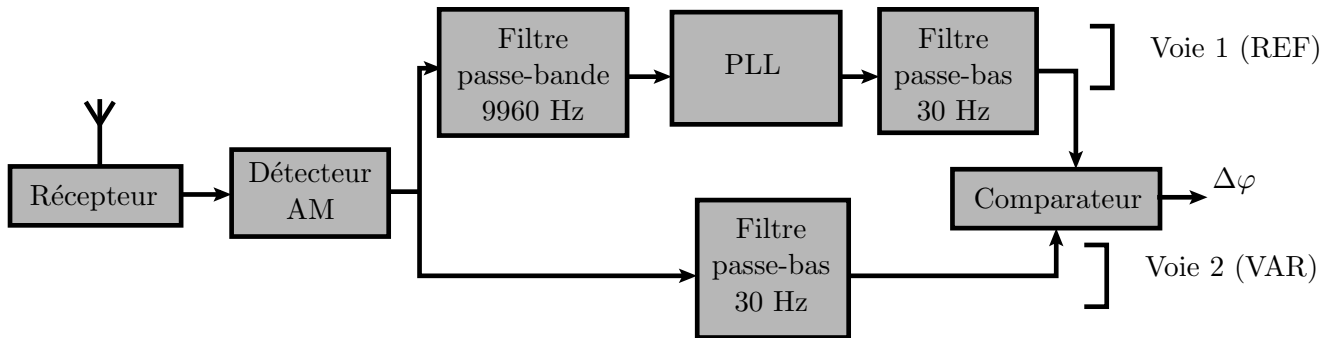 Filtre
passe-bande
9960 Hz
PLL
Filtre
passe-bas
30 Hz
Voie 1 (REF)
Récepteur
Détecteur
AM
Comparateur
Δφ
Filtre
passe-bas
30 Hz
Voie 2 (VAR)